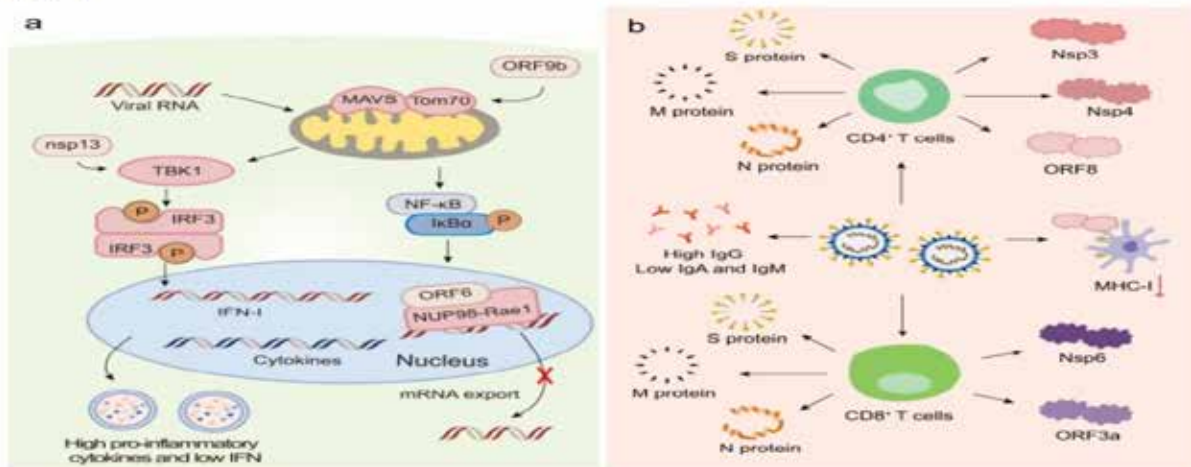 a
ORF9b
Viral RNA
MAVS
Tom70
nsp13
TBK1
P
IRF3
IRF3
P
NF-κB
IκBα
P
IFN-I
ORF6
NUP98-Rae1
Cytokines
Nucleus
mRNA export
High pro-inflammatory
cytokines and low IFN
b
S protein
Nsp3
M protein
Nsp4
N protein
CD4⁺ T cells
ORF8
High IgG
Low IgA and IgM
MHC-I
S protein
Nsp6
M protein
N protein
CD8⁺ T cells
ORF3a